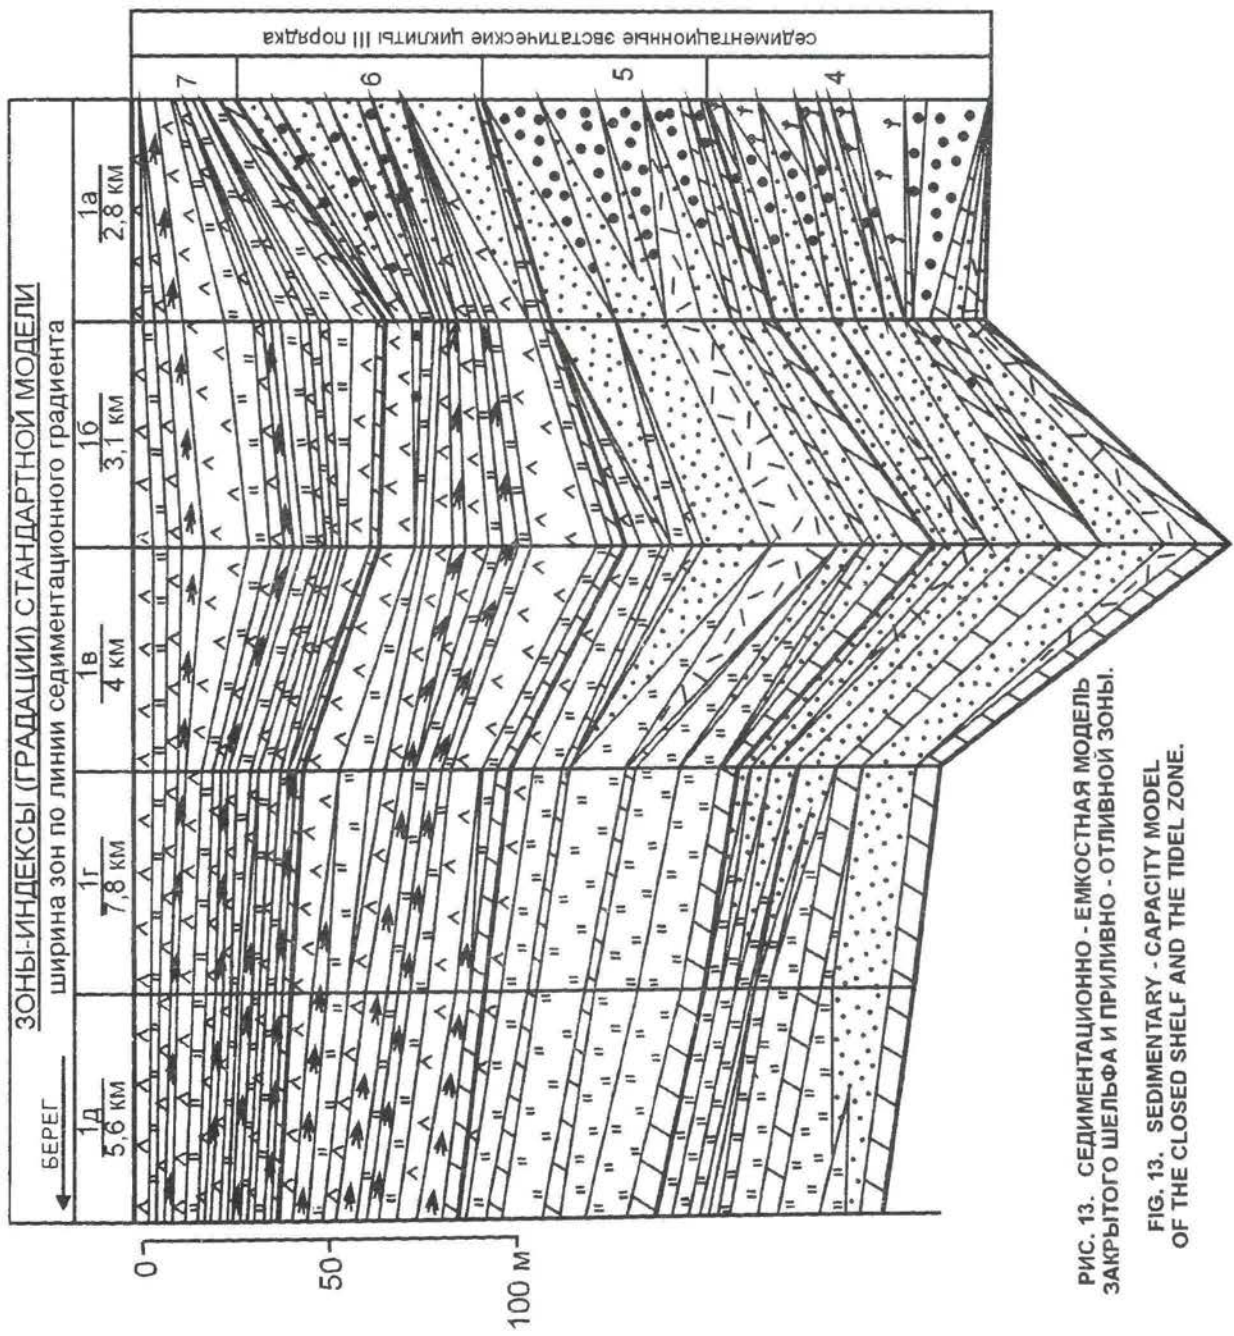 ЗОНЫ-ИНДЕКСЫ (ГРАДАЦИИ) СТАНДАРТНОЙ МОДЕЛИ
ширина зон по линии седиментационного градиента
БЕРЕГ
1д
5,6 км
1г
7,8 км
1в
4 км
1б
3,1 км
1а
2,8 км
седиментационные эвстатические циклиты III порядка
7
6
5
4
0
50
100 м
РИС. 13. СЕДИМЕНТАЦИОННО - ЕМКОСТНАЯ МОДЕЛЬ
ЗАКРЫТОГО ШЕЛЬФА И ПРИЛИВНО - ОТЛИВНОЙ ЗОНЫ.
FIG. 13. SEDIMENTARY - CAPACITY MODEL
OF THE CLOSED SHELF AND THE TIDEL ZONE.